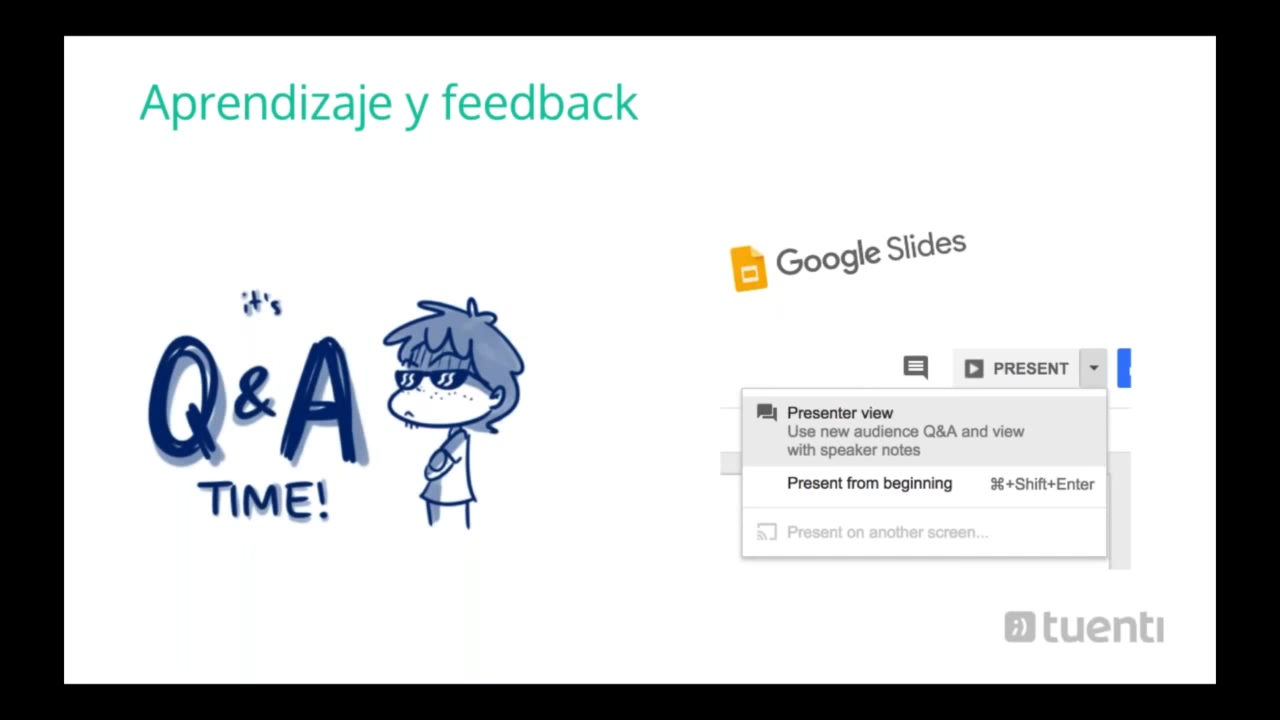 Aprendizaje y feedback
it's
Q&A
TIME!
Google Slides
PRESENT
Presenter view
Use new audience Q&A and view
with speaker notes
Present from beginning ⌘+Shift+Enter
Present on another screen...
tuenti